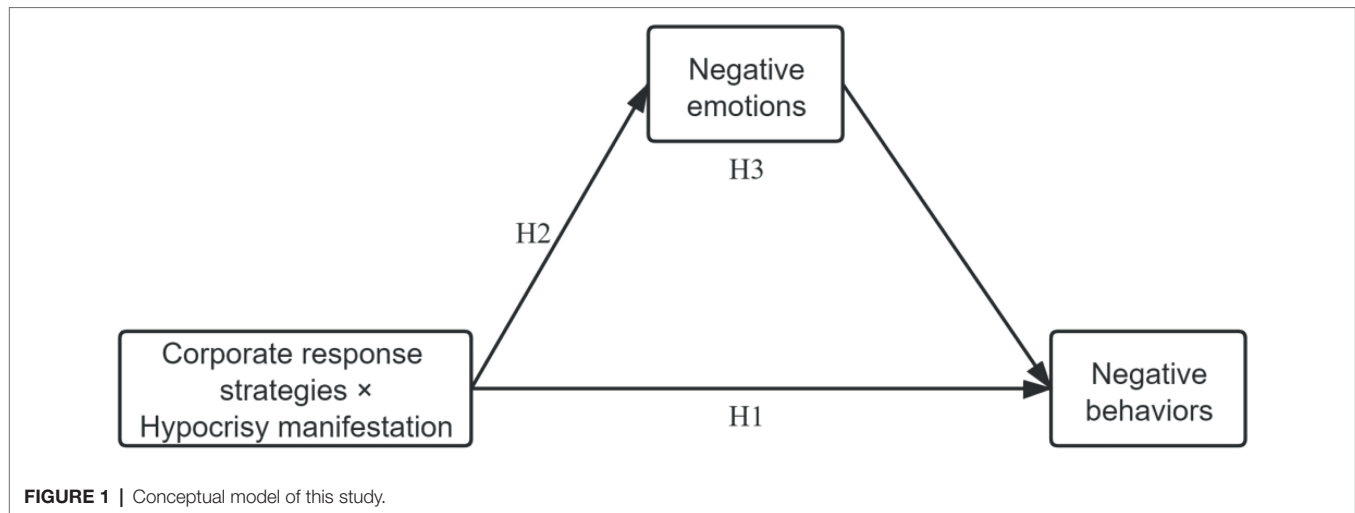 Negative
emotions
H3
H2
Corporate response
strategies ×
Hypocrisy manifestation
H1
Negative
behaviors
FIGURE 1 | Conceptual model of this study.